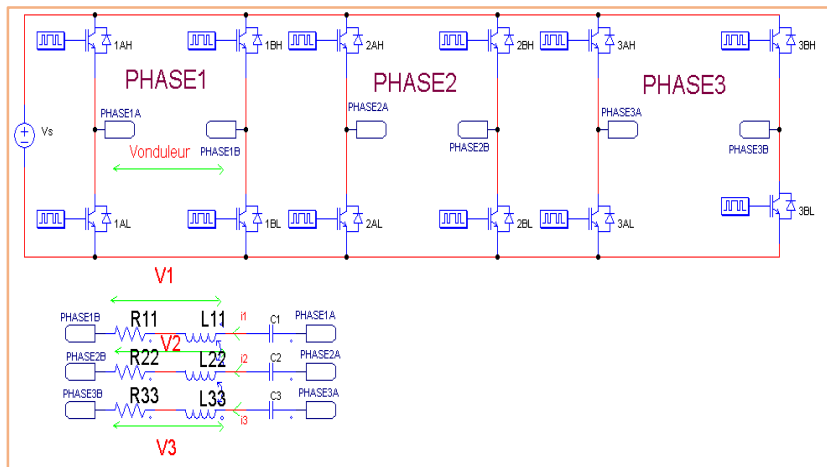 1AH
1BH
2AH
2BH
3AH
3BH
PHASE1
PHASE2
PHASE3
PHASE1A
PHASE2A
PHASE3A
Vs
Vonduleur
PHASE1B
PHASE2B
PHASE3B
1AL
1BL
2AL
2BL
3AL
3BL
V1
PHASE1B
R11
L11
i1
C1
PHASE1A
V2
PHASE2B
R22
L22
i2
C2
PHASE2A
PHASE3B
R33
L33
i3
C3
PHASE3A
V3